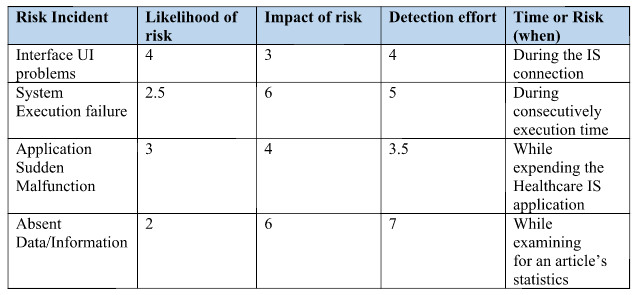 Risk Incident Likelihood of risk Impact of risk Detection effort Time or Risk (when)
Interface UI problems 4 3 4 During the IS connection
System Execution failure 2.5 6 5 During consecutively execution time
Application Sudden Malfunction 3 4 3.5 While expending the Healthcare IS application
Absent Data/Information 2 6 7 While examining for an article's statistics